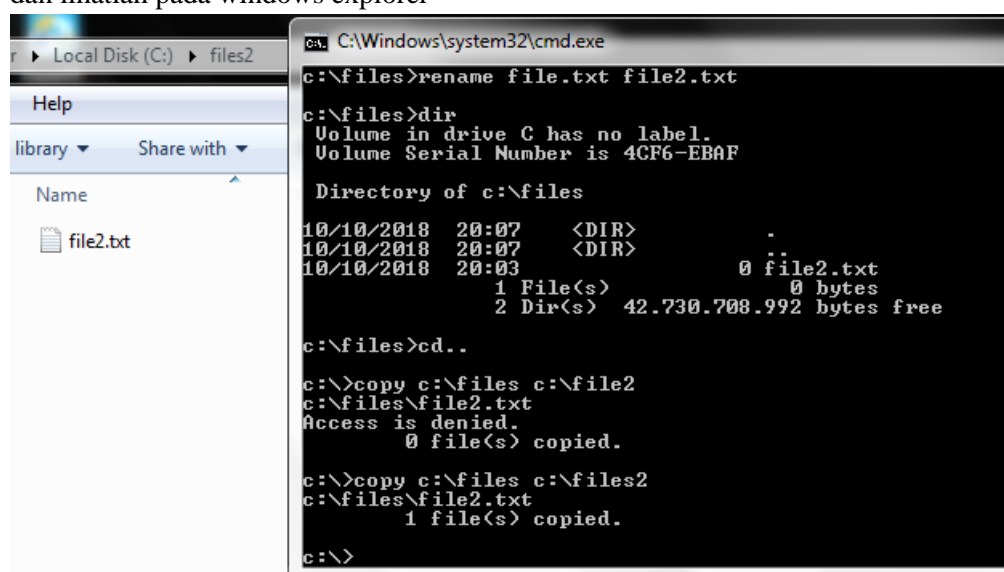 dan lihatlah pada windows explorer
r ▸ Local Disk (C:) ▸ files2
Help
library ▾ Share with ▾
Name
file2.txt
C:\Windows\system32\cmd.exe
c:\files>rename file.txt file2.txt
c:\files>dir
Volume in drive C has no label.
Volume Serial Number is 4CF6-EBAF
Directory of c:\files
10/10/2018 20:07 <DIR> .
10/10/2018 20:07 <DIR> ..
10/10/2018 20:03 0 file2.txt
1 File(s) 0 bytes
2 Dir(s) 42.730.708.992 bytes free
c:\files>cd..
c:\>copy c:\files c:\file2
c:\files\file2.txt
Access is denied.
0 file(s) copied.
c:\>copy c:\files c:\files2
c:\files\file2.txt
1 file(s) copied.
c:\>